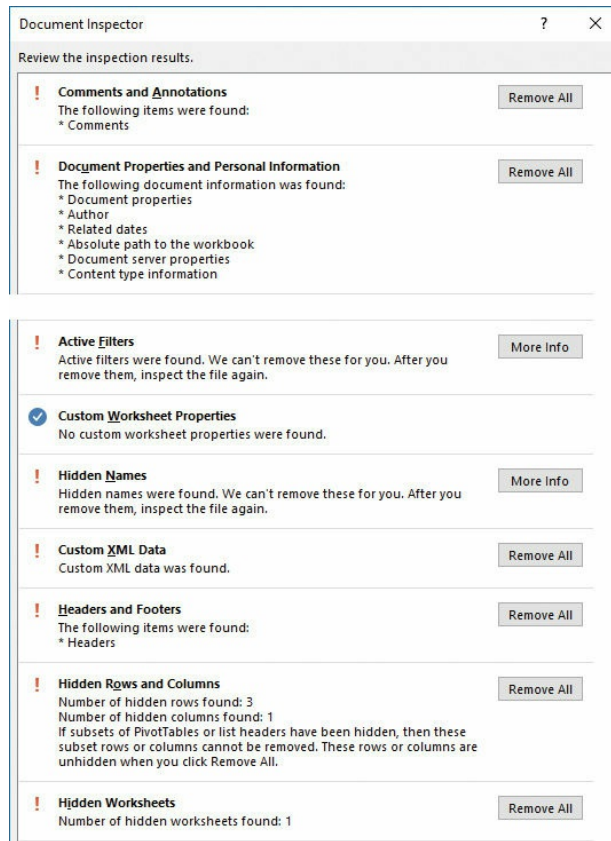 Document Inspector ? ×
Review the inspection results.
! Comments and Annotations
Remove All
The following items were found:
* Comments
! Document Properties and Personal Information
Remove All
The following document information was found:
* Document properties
* Author
* Related dates
* Absolute path to the workbook
* Document server properties
* Content type information
! Active Filters
More Info
Active filters were found. We can't remove these for you. After you
remove them, inspect the file again.
Custom Worksheet Properties
No custom worksheet properties were found.
! Hidden Names
More Info
Hidden names were found. We can't remove these for you. After you
remove them, inspect the file again.
! Custom XML Data
Remove All
Custom XML data was found.
! Headers and Footers
Remove All
The following items were found:
* Headers
! Hidden Rows and Columns
Remove All
Number of hidden rows found: 3
Number of hidden columns found: 1
If subsets of PivotTables or list headers have been hidden, then these
subset rows or columns cannot be removed. These rows or columns are
unhidden when you click Remove All.
! Hidden Worksheets
Remove All
Number of hidden worksheets found: 1